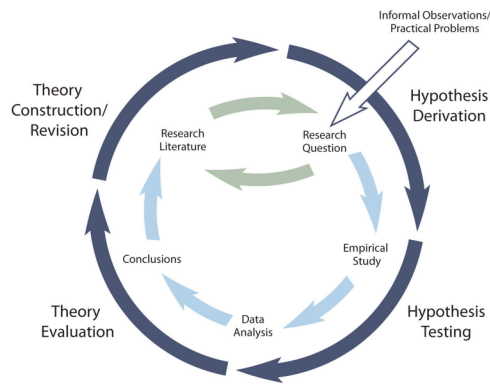 Informal Observations/
Practical Problems
Theory
Construction/
Revision
Hypothesis
Derivation
Research
Literature
Research
Question
Conclusions
Empirical
Study
Data
Analysis
Theory
Evaluation
Hypothesis
Testing